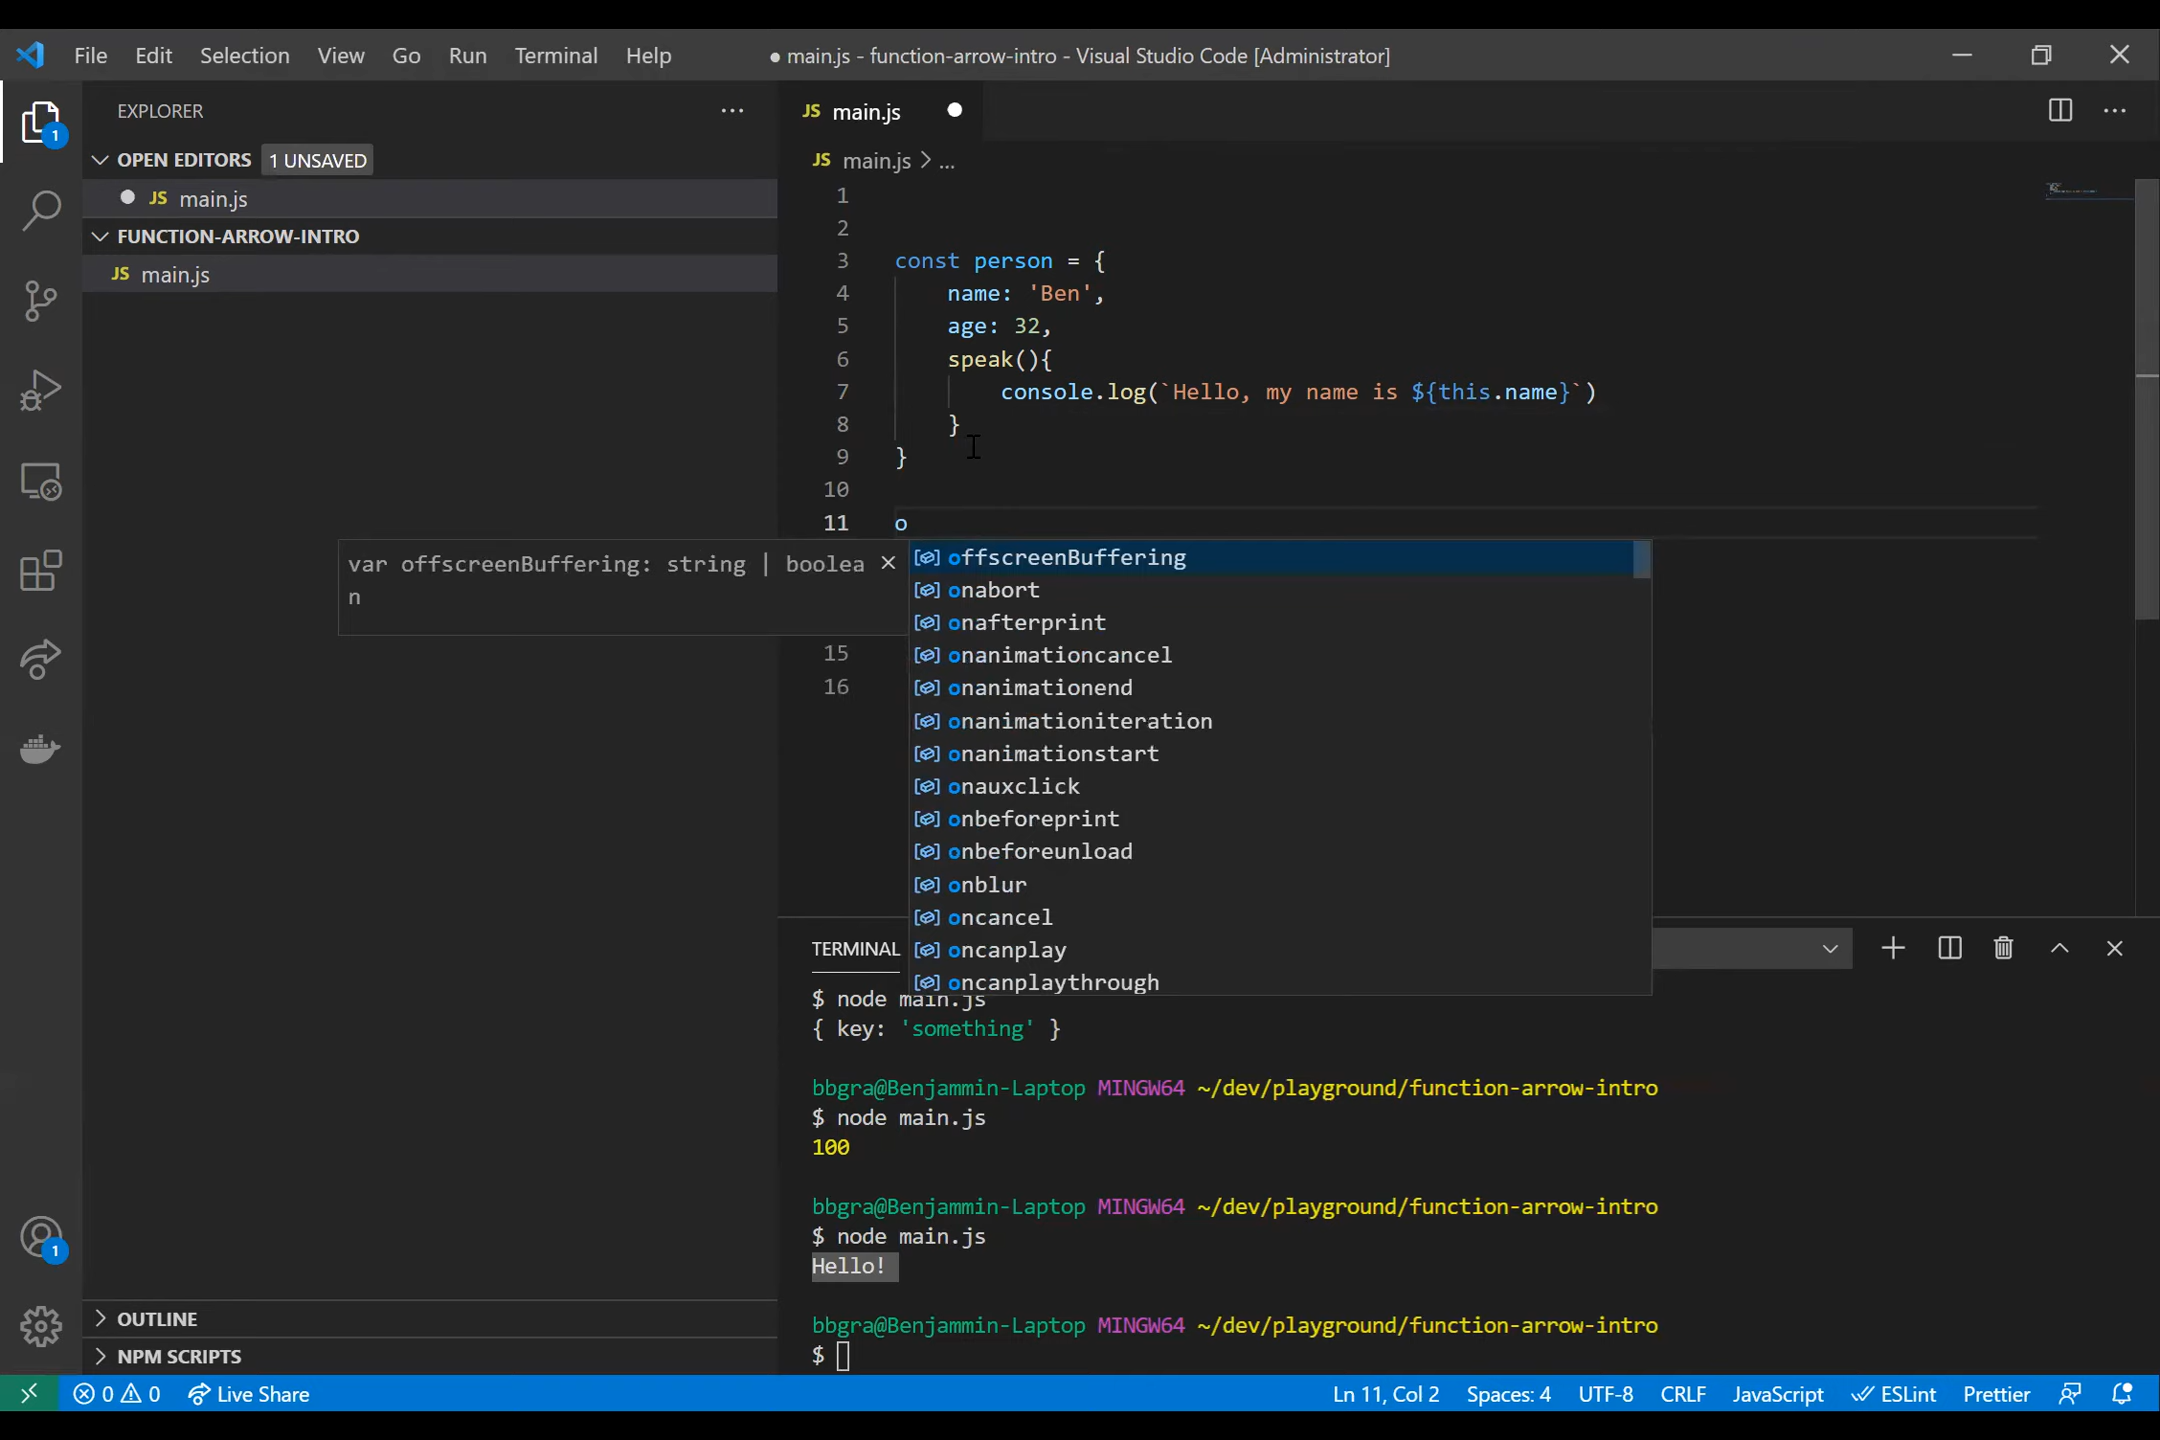 File Edit Selection View Go Run Terminal Help
● main.js - function-arrow-intro - Visual Studio Code [Administrator]
EXPLORER
OPEN EDITORS 1 UNSAVED
JS main.js
FUNCTION-ARROW-INTRO
JS main.js
1
1
OUTLINE
NPM SCRIPTS
JS main.js
JS main.js > ...
1
2
3 const person = {
4 name: 'Ben',
5 age: 32,
6 speak(){
7 console.log(`Hello, my name is ${this.name}`)
8 }
9 }
10
11 o
var offscreenBuffering: string | boolea
n
offscreenBuffering
onabort
onafterprint
onanimationcancel
onanimationend
onanimationiteration
onanimationstart
onauxclick
onbeforeprint
onbeforeunload
onblur
oncancel
oncanplay
oncanplaythrough
15
16
TERMINAL
$ node main.js
{ key: 'something' }
bbgra@Benjammin-Laptop MINGW64 ~/dev/playground/function-arrow-intro
$ node main.js
100
bbgra@Benjammin-Laptop MINGW64 ~/dev/playground/function-arrow-intro
$ node main.js
Hello!
bbgra@Benjammin-Laptop MINGW64 ~/dev/playground/function-arrow-intro
$
0 0 Live Share
Ln 11, Col 2 Spaces: 4 UTF-8 CRLF JavaScript ESLint Prettier